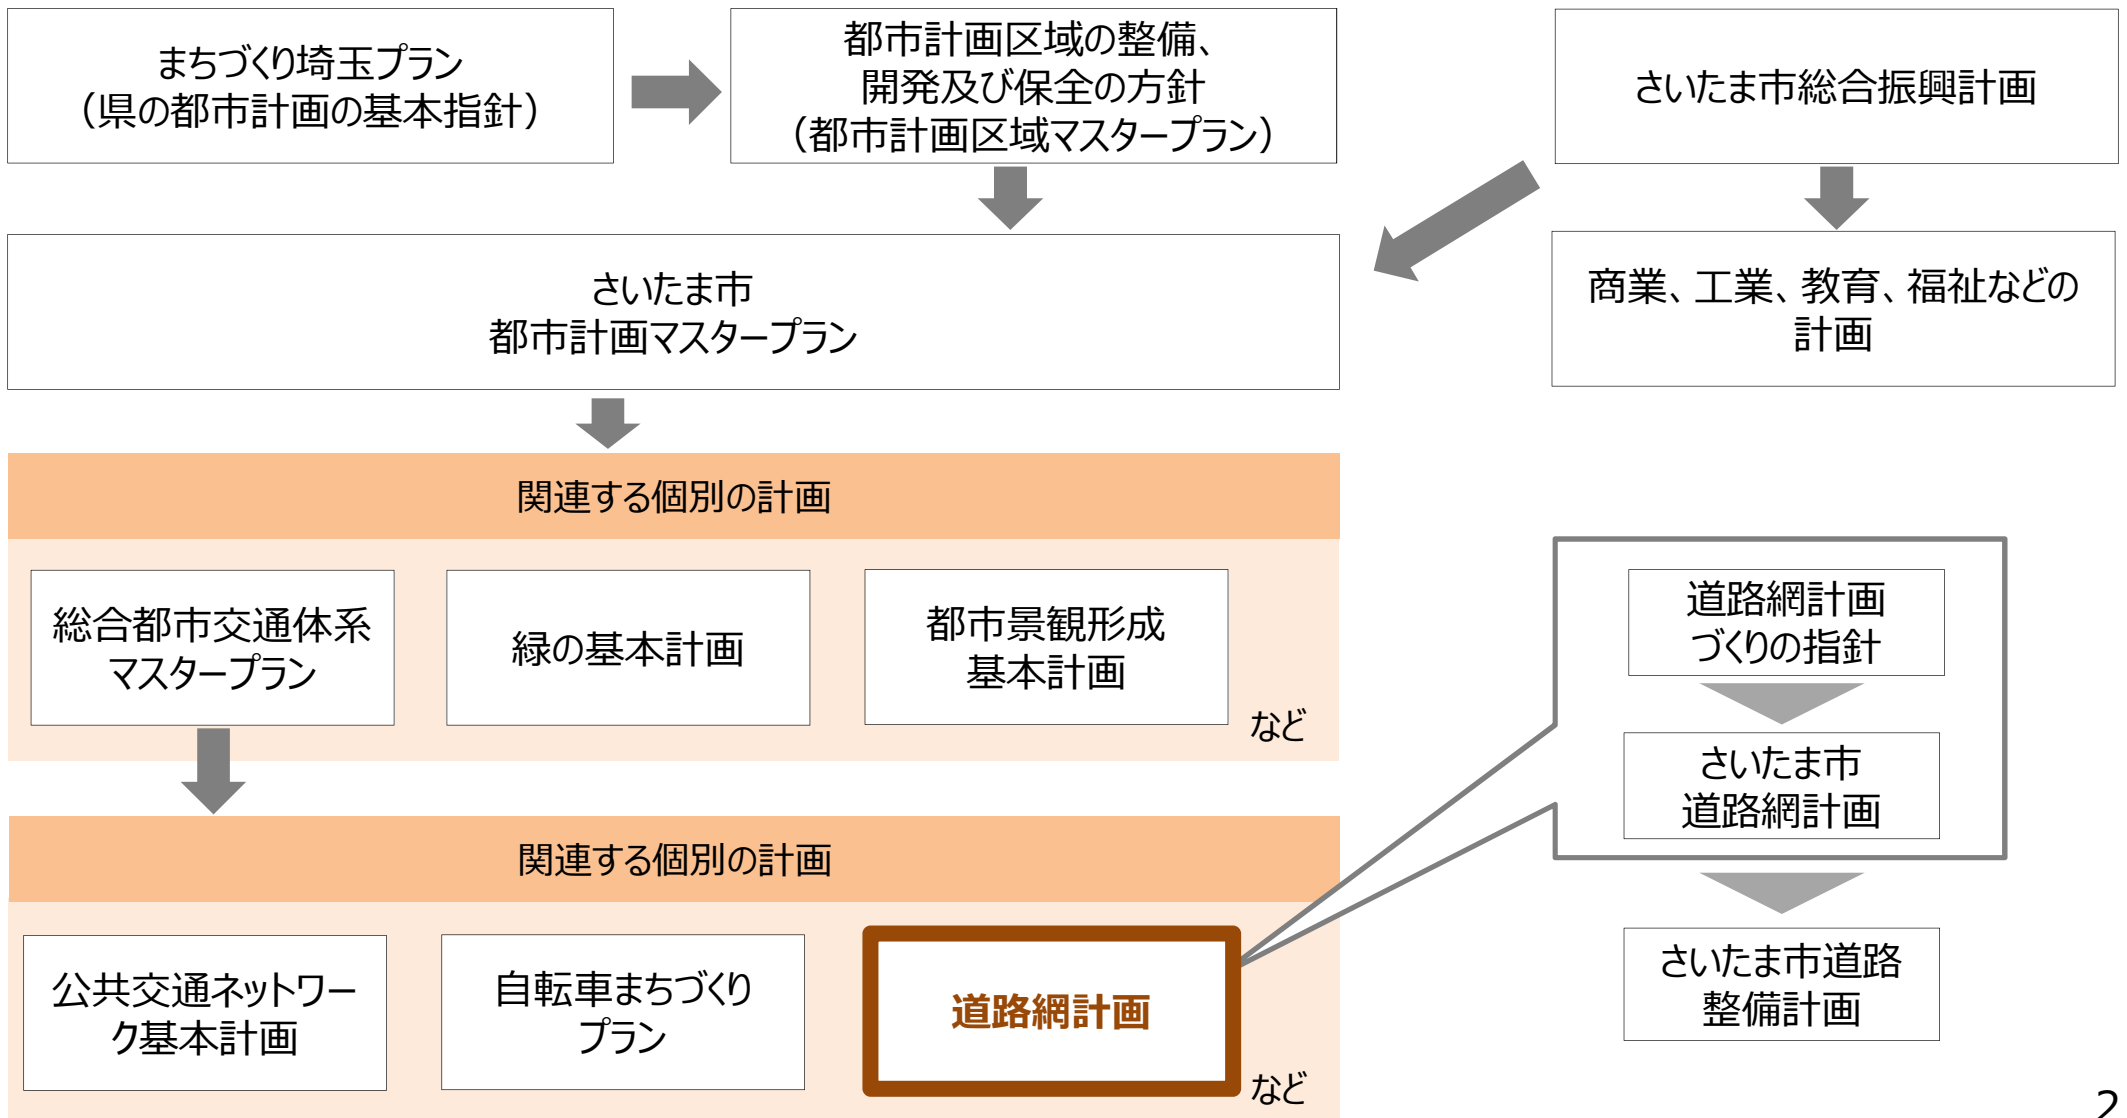 まちづくり埼玉プラン
（県の都市計画の基本指針）
都市計画区域の整備、
開発及び保全の方針
（都市計画区域マスタープラン）
さいたま市総合振興計画
さいたま市
都市計画マスタープラン
商業、工業、教育、福祉などの
計画
関連する個別の計画
総合都市交通体系
マスタープラン
緑の基本計画
都市景観形成
基本計画
など
関連する個別の計画
公共交通ネットワー
ク基本計画
自転車まちづくり
プラン
道路網計画
など
道路網計画
づくりの指針
さいたま市
道路網計画
さいたま市道路
整備計画
2